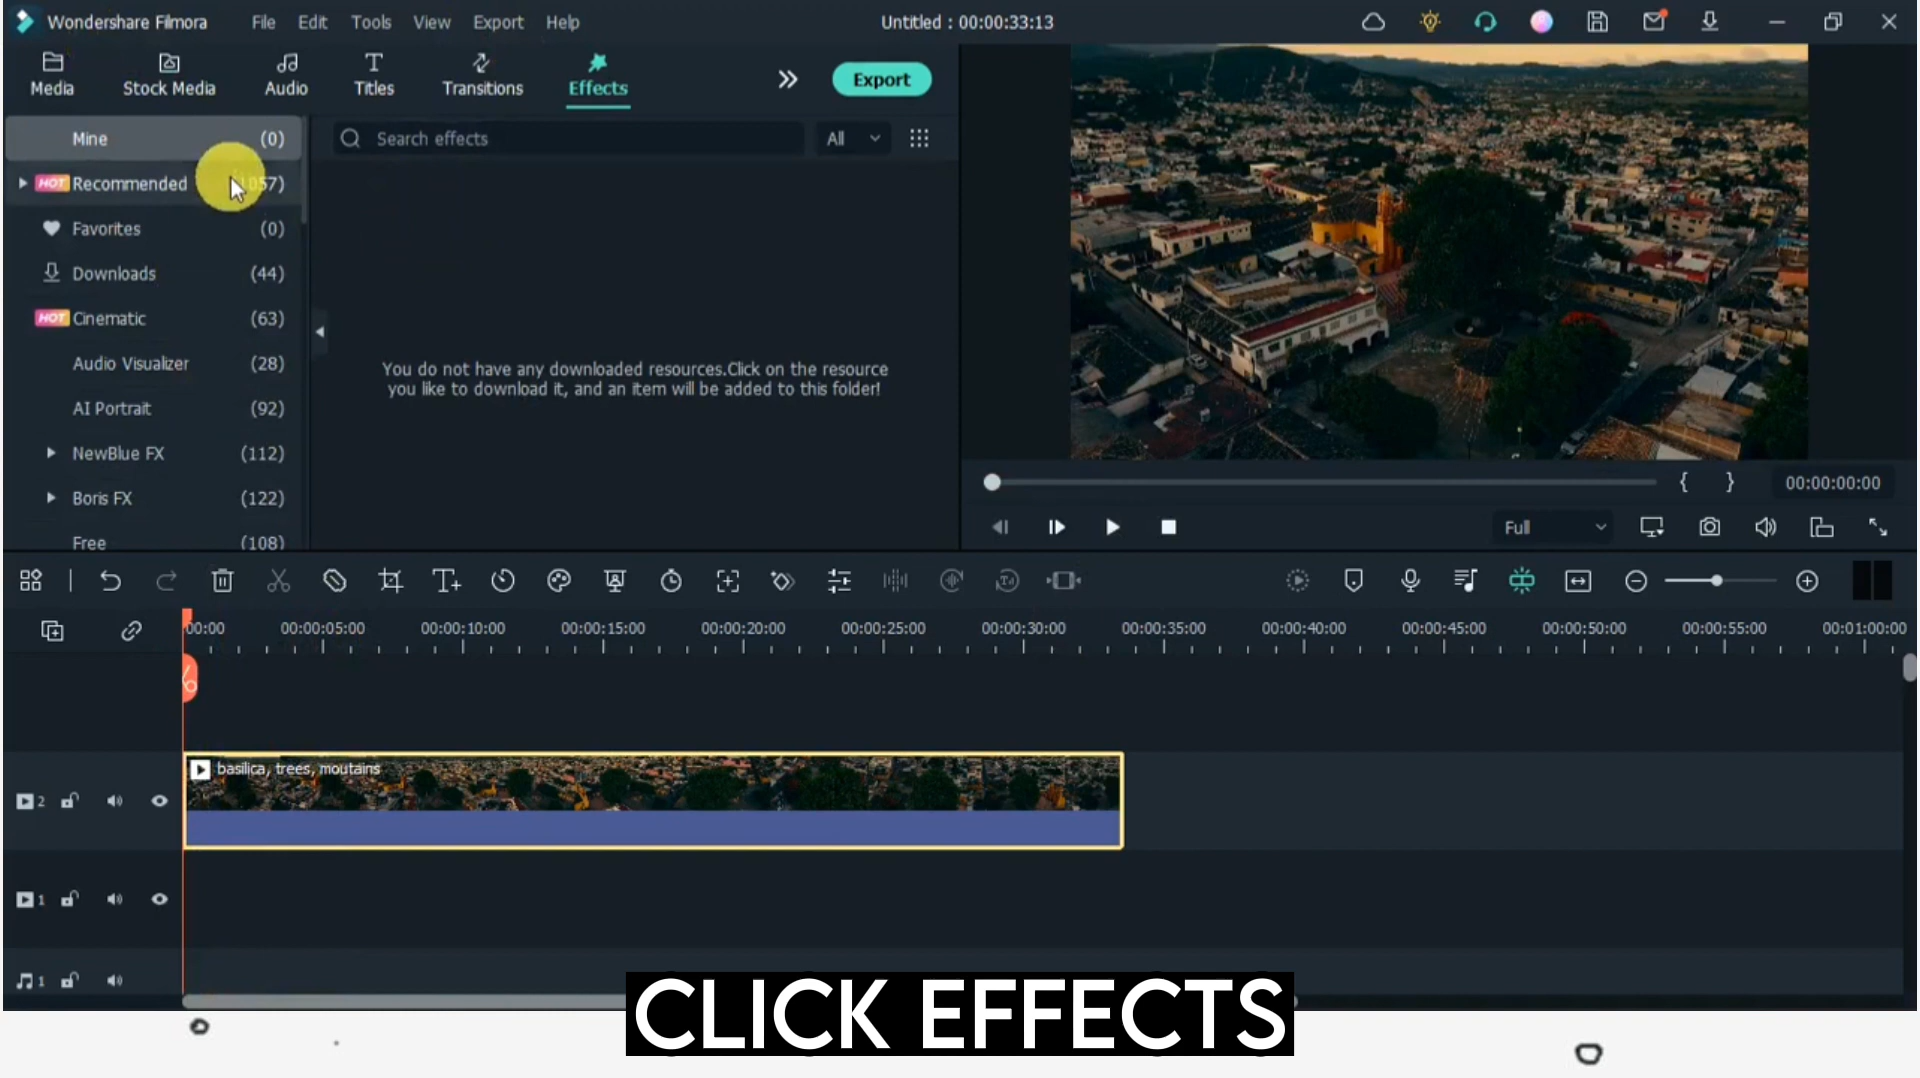 Wondershare Filmora File Edit Tools View Export Help Untitled : 00:00:33:13
Media Stock Media Audio Titles Transitions Effects Export
Mine (0)
Search effects All
HOT Recommended
Favorites (0)
Downloads (44)
HOT Cinematic (63)
Audio Visualizer (28)
AI Portrait (92)
NewBlue FX (112)
Boris FX (122)
Free (108)
You do not have any downloaded resources.Click on the resource
you like to download it, and an item will be added to this folder!
{ } 00:00:00:00
Full
00:00 00:00:05:00 00:00:10:00 00:00:15:00 00:00:20:00 00:00:25:00 00:00:30:00 00:00:35:00 00:00:40:00 00:00:45:00 00:00:50:00 00:00:55:00 00:01:00:00
basilica, trees, moutains
2
1
1
CLICK EFFECTS